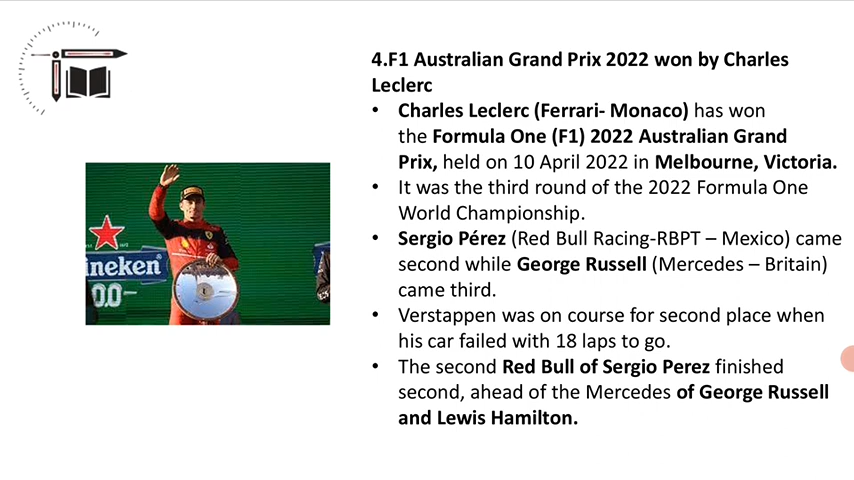 4.F1 Australian Grand Prix 2022 won by Charles
Leclerc
• Charles Leclerc (Ferrari- Monaco) has won
the Formula One (F1) 2022 Australian Grand
Prix, held on 10 April 2022 in Melbourne, Victoria.
• It was the third round of the 2022 Formula One
World Championship.
• Sergio Pérez (Red Bull Racing-RBPT – Mexico) came
second while George Russell (Mercedes – Britain)
came third.
• Verstappen was on course for second place when
his car failed with 18 laps to go.
• The second Red Bull of Sergio Perez finished
second, ahead of the Mercedes of George Russell
and Lewis Hamilton.
ineken
0.0